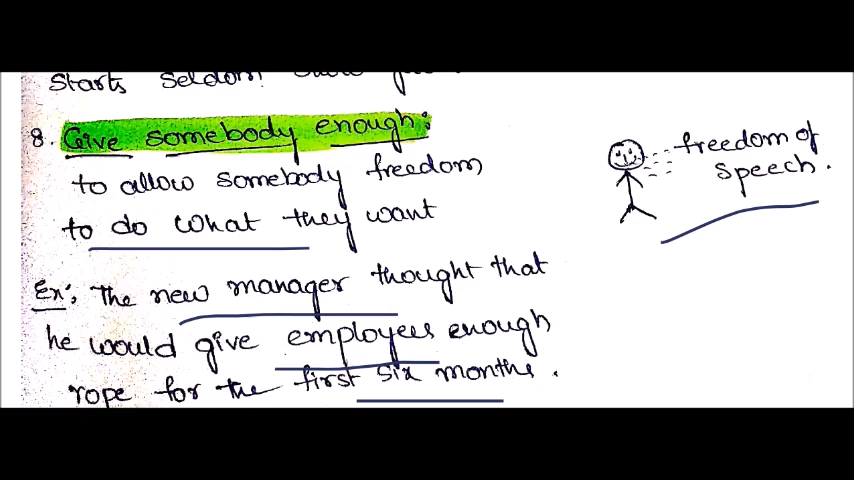 starts seldom
8. Give somebody enough:
to allow somebody freedom
to do what they want
Ex: The new manager thought that
he would give employees enough
rope for the first six months.
freedom of
speech.